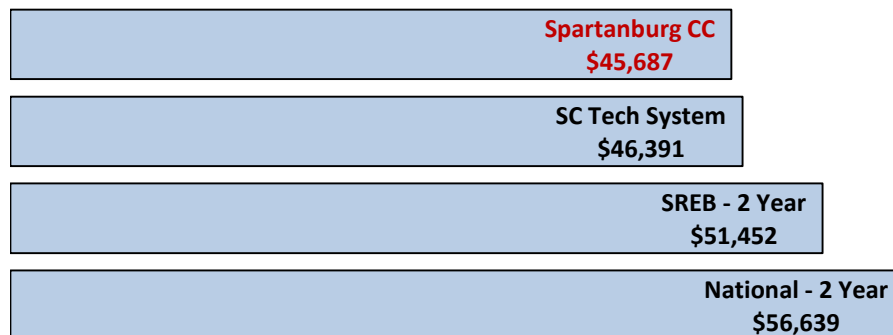 Spartanburg CC
$45,687
SC Tech System
$46,391
SREB - 2 Year
$51,452
National - 2 Year
$56,639